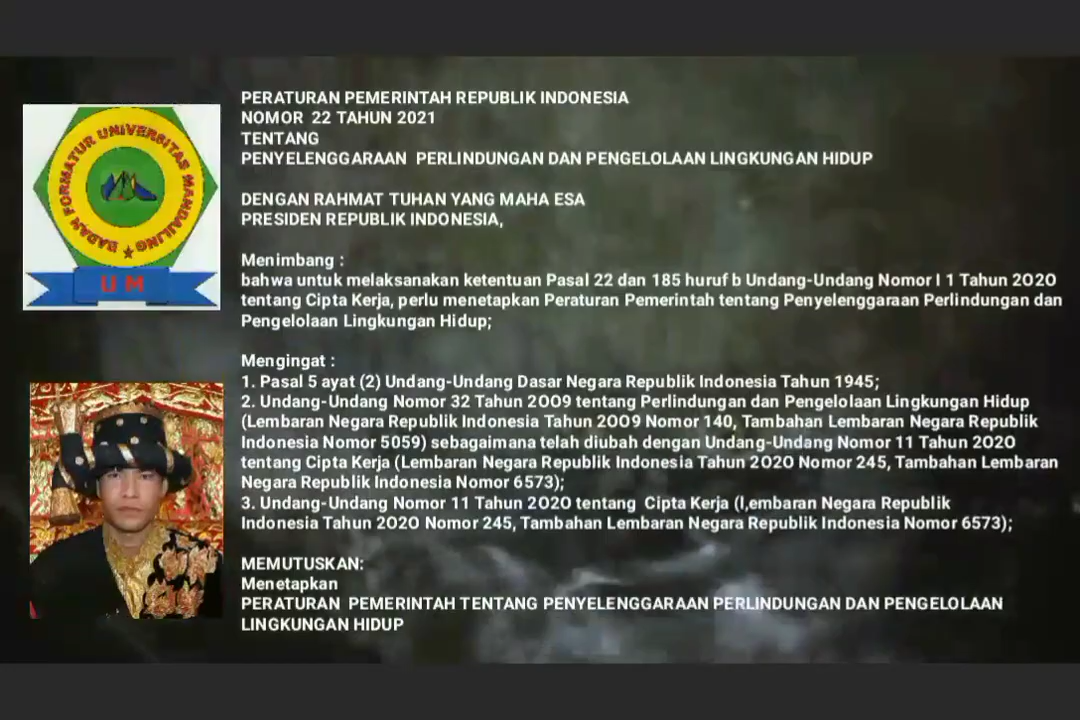 BADAN FORMATUR UNIVERSITAS MANDAILING
U M
PERATURAN PEMERINTAH REPUBLIK INDONESIA
NOMOR 22 TAHUN 2021
TENTANG
PENYELENGGARAAN PERLINDUNGAN DAN PENGELOLAAN LINGKUNGAN HIDUP
DENGAN RAHMAT TUHAN YANG MAHA ESA
PRESIDEN REPUBLIK INDONESIA,
Menimbang :
bahwa untuk melaksanakan ketentuan Pasal 22 dan 185 huruf b Undang-Undang Nomor I 1 Tahun 2O2O
tentang Cipta Kerja, perlu menetapkan Peraturan Pemerintah tentang Penyelenggaraan Perlindungan dan
Pengelolaan Lingkungan Hidup;
Mengingat :
1. Pasal 5 ayat (2) Undang-Undang Dasar Negara Republik Indonesia Tahun 1945;
2. Undang-Undang Nomor 32 Tahun 2OO9 tentang Perlindungan dan Pengelolaan Lingkungan Hidup
(Lembaran Negara Republik Indonesia Tahun 2OO9 Nomor 140, Tambahan Lembaran Negara Republik
Indonesia Nomor 5059) sebagaimana telah diubah dengan Undang-Undang Nomor 11 Tahun 2O2O
tentang Cipta Kerja (Lembaran Negara Republik Indonesia Tahun 2O2O Nomor 245, Tambahan Lembaran
Negara Republik Indonesia Nomor 6573);
3. Undang-Undang Nomor 11 Tahun 2O2O tentang Cipta Kerja (l,embaran Negara Republik
Indonesia Tahun 2O2O Nomor 245, Tambahan Lembaran Negara Republik Indonesia Nomor 6573);
MEMUTUSKAN:
Menetapkan
PERATURAN PEMERINTAH TENTANG PENYELENGGARAAN PERLINDUNGAN DAN PENGELOLAAN
LINGKUNGAN HIDUP